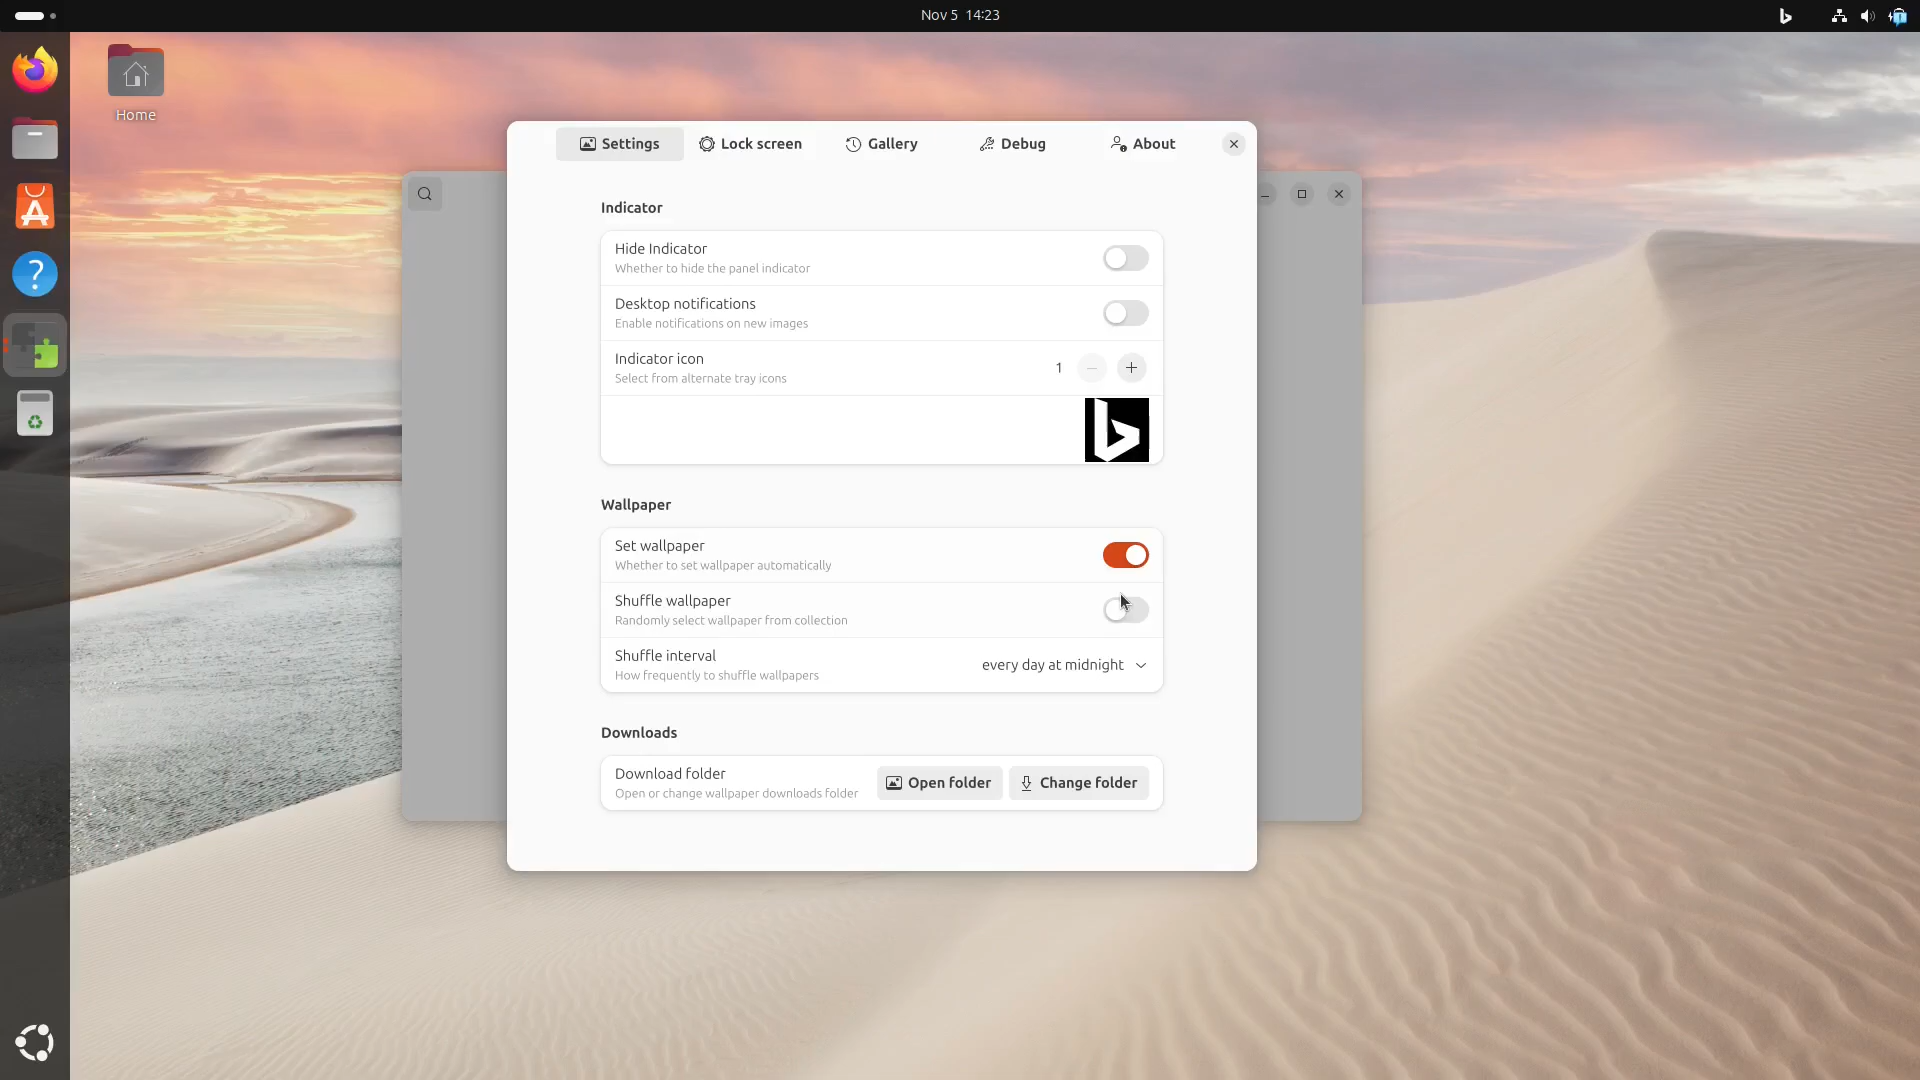 Nov 5 14:23
Home
Settings
Lock screen
Gallery
Debug
About
Indicator
Hide Indicator
Whether to hide the panel indicator
Desktop notifications
Enable notifications on new images
Indicator icon
Select from alternate tray icons
1
Wallpaper
Set wallpaper
Whether to set wallpaper automatically
Shuffle wallpaper
Randomly select wallpaper from collection
Shuffle interval
How frequently to shuffle wallpapers
every day at midnight
Downloads
Download folder
Open or change wallpaper downloads folder
Open folder
Change folder